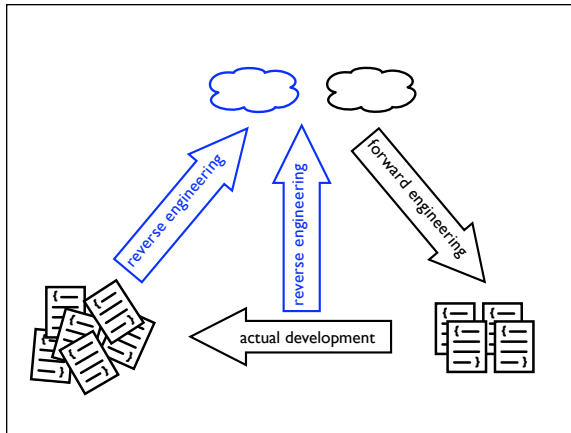 reverse engineering
reverse engineering
forward engineering
actual development